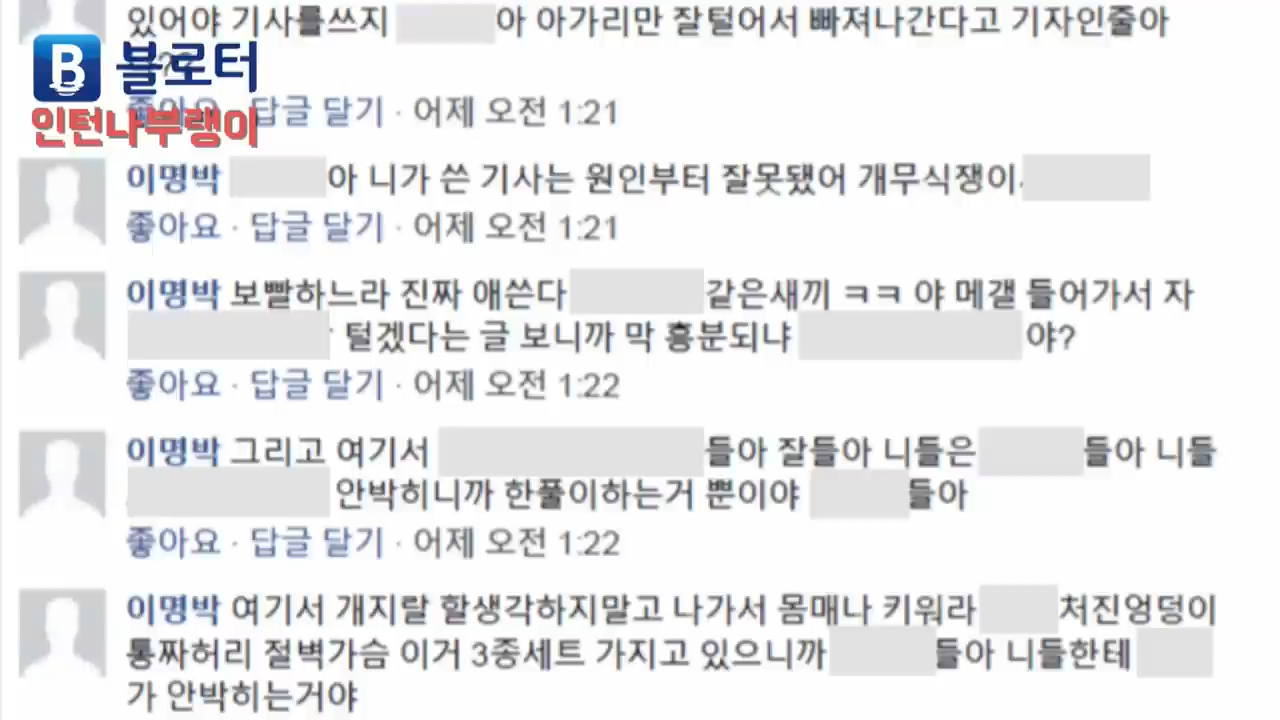 있어야 기사를쓰지 아 아가리만 잘털어서 빠져나간다고 기자인줄아
블로터
인턴나부랭이
좋아요 · 답글 달기 · 어제 오전 1:21
이명박 아 니가 쓴 기사는 원인부터 잘못됐어 개무식쟁이
좋아요 · 답글 달기 · 어제 오전 1:21
이명박 보빨하느라 진짜 애쓴다 같은새끼 ㅋㅋ 야 메갤 들어가서 자
털겠다는 글 보니까 막 흥분되냐 야?
좋아요 · 답글 달기 · 어제 오전 1:22
이명박 그리고 여기서 들아 잘들아 니들은 들아 니들
안박히니까 한풀이하는거 뿐이야 들아
좋아요 · 답글 달기 · 어제 오전 1:22
이명박 여기서 개지랄 할생각하지말고 나가서 몸매나 키워라 처진엉덩이
통짜허리 절벽가슴 이거 3종세트 가지고 있으니까 들아 니들한테
가 안박히는거야